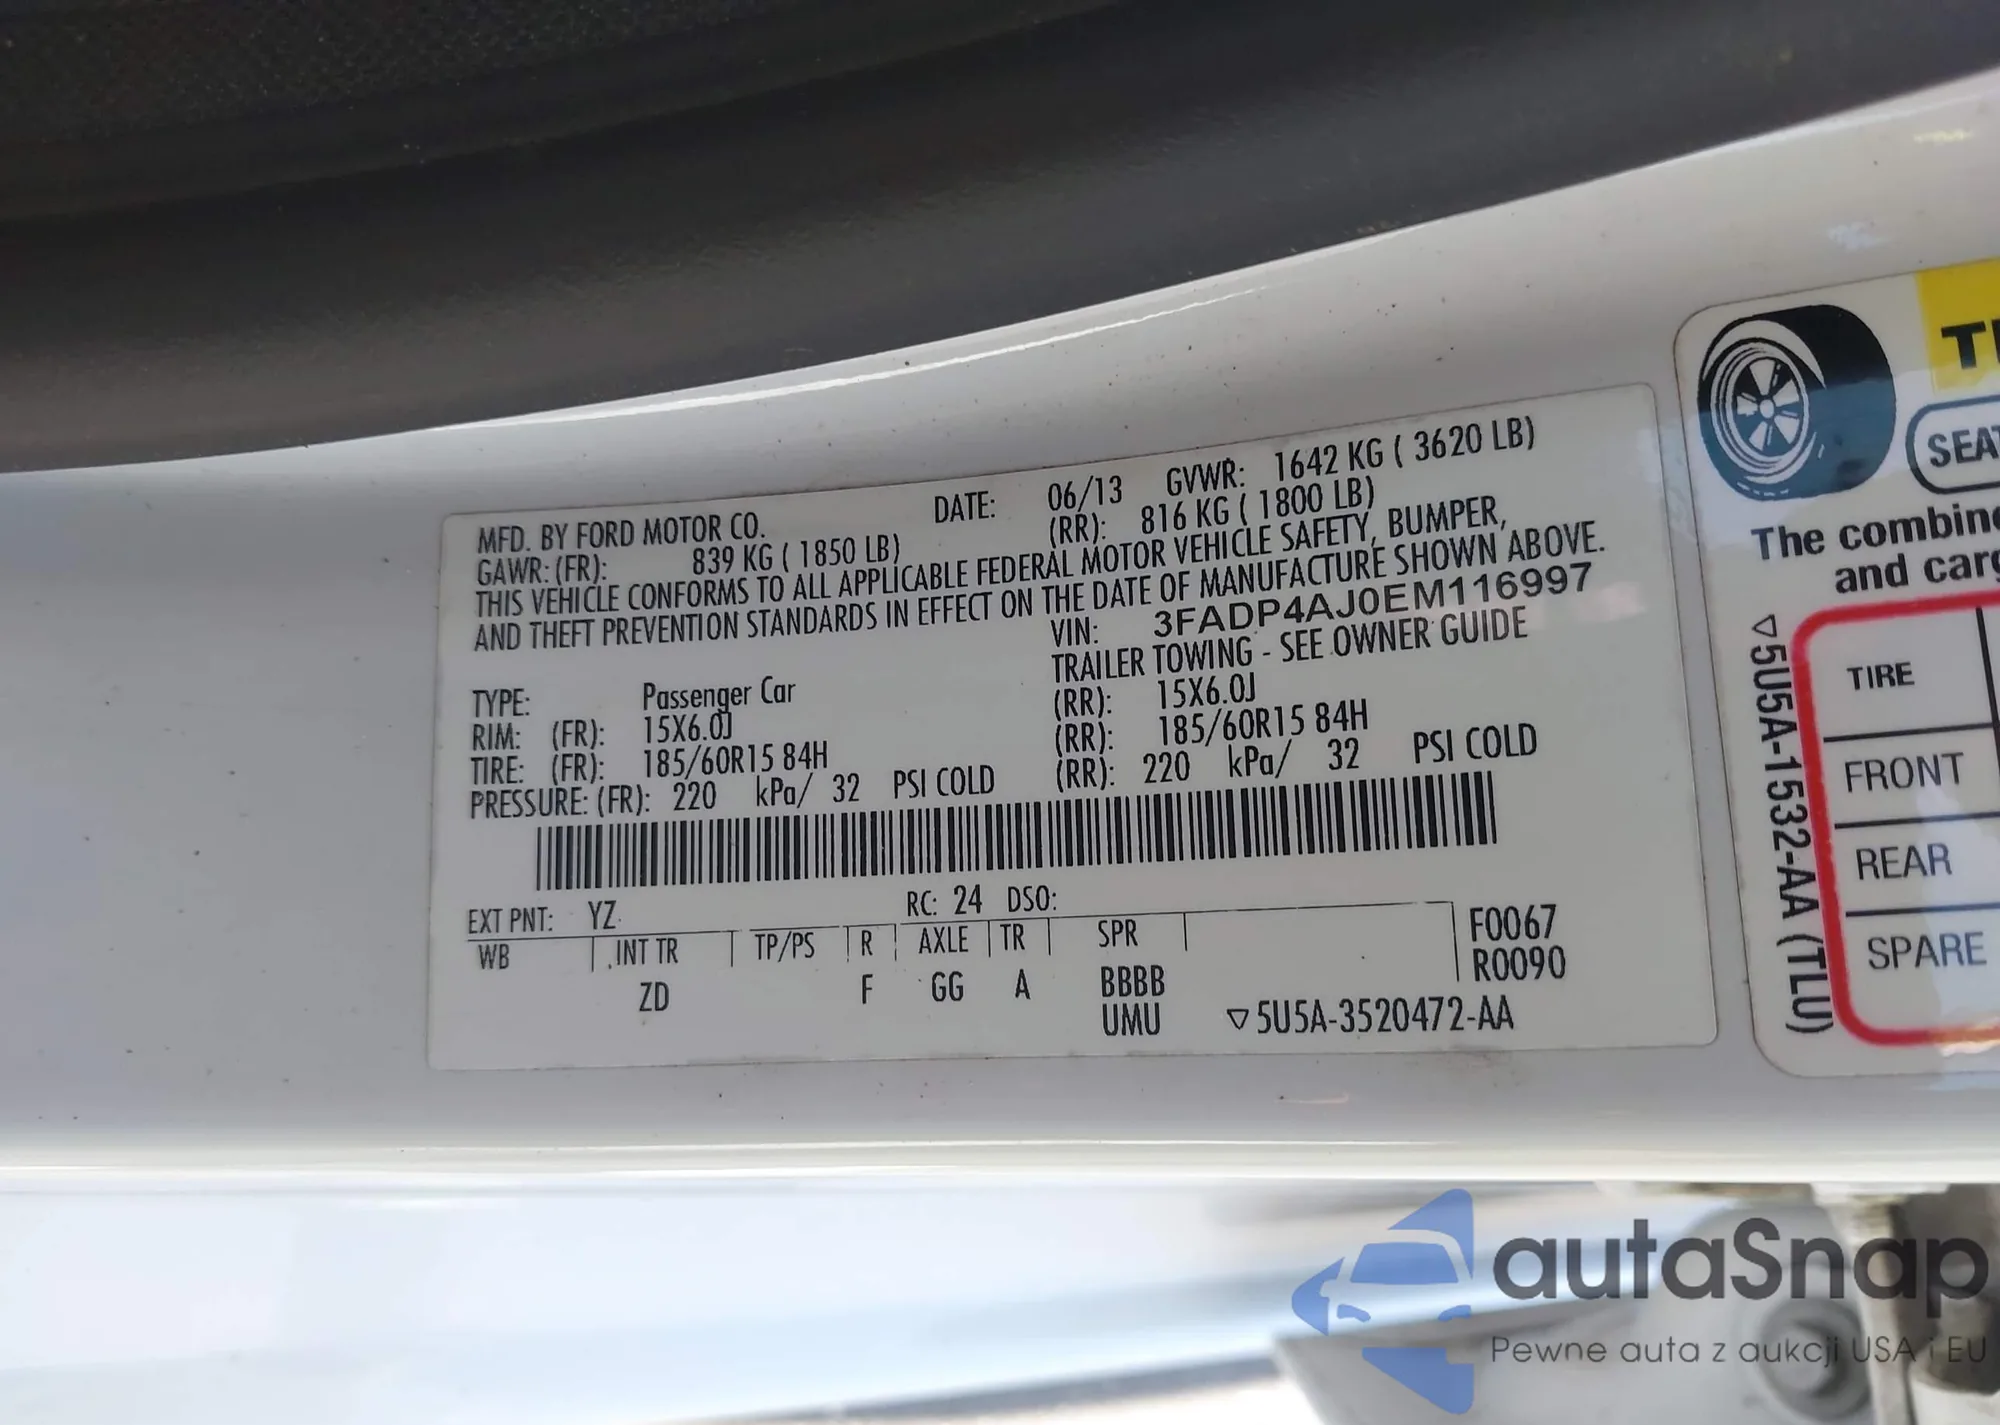 MFD. BY FORD MOTOR CO. DATE: 06/13 GVWR: 1642 KG ( 3620 LB)
GAWR: (FR): 839 KG ( 1850 LB) (RR): 816 KG ( 1800 LB)
THIS VEHICLE CONFORMS TO ALL APPLICABLE FEDERAL MOTOR VEHICLE SAFETY, BUMPER,
AND THEFT PREVENTION STANDARDS IN EFFECT ON THE DATE OF MANUFACTURE SHOWN ABOVE.
VIN: 3FADP4AJ0EM116997
TRAILER TOWING - SEE OWNER GUIDE
TYPE: Passenger Car
RIM: (FR): 15X6.0J (RR): 15X6.0J
TIRE: (FR): 185/60R15 84H (RR): 185/60R15 84H
PRESSURE: (FR): 220 kPa/ 32 PSI COLD (RR): 220 kPa/ 32 PSI COLD
EXT PNT: YZ RC: 24 DSO:
WB INT TR TP/PS R AXLE TR SPR
ZD F GG A BBBB
UMU
F0067
R0090
▽5U5A-3520472-AA
SEAT
The combine
and carg
▽5U5A-1532-AA (TLU)
TIRE
FRONT
REAR
SPARE
autaSnap
Pewne auta z aukcji USA i EU